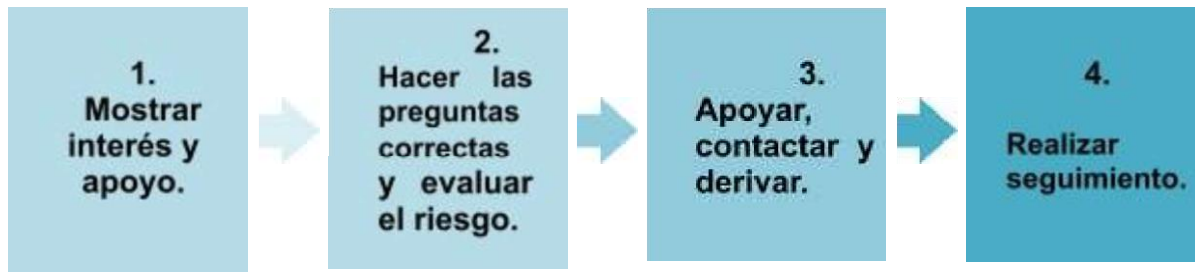 1.
Mostrar
interés y
apoyo.
2.
Hacer las
preguntas
correctas
y evaluar
el riesgo.
3.
Apoyar,
contactar y
derivar.
4.
Realizar
seguimiento.